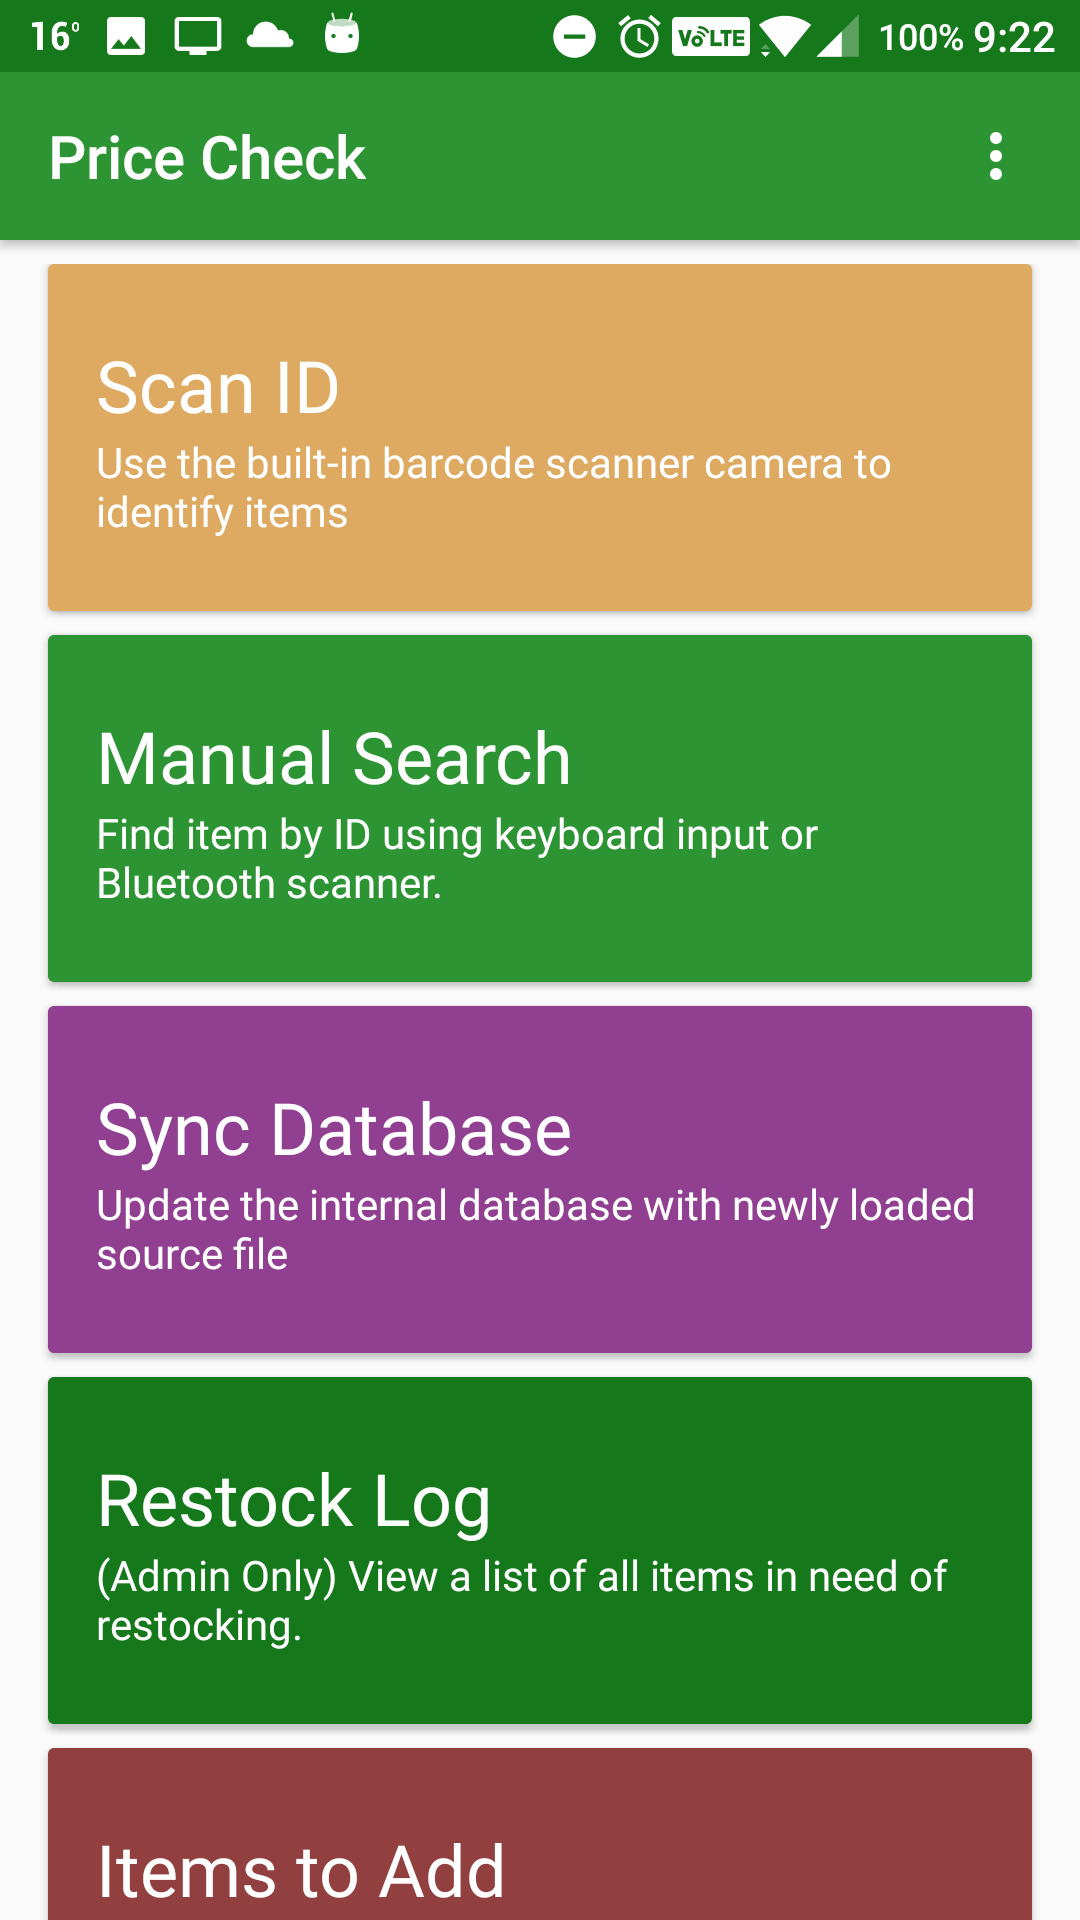 16° VoLTE 100% 9:22
Price Check
Scan ID
Use the built-in barcode scanner camera to
identify items
Manual Search
Find item by ID using keyboard input or
Bluetooth scanner.
Sync Database
Update the internal database with newly loaded
source file
Restock Log
(Admin Only) View a list of all items in need of
restocking.
Items to Add